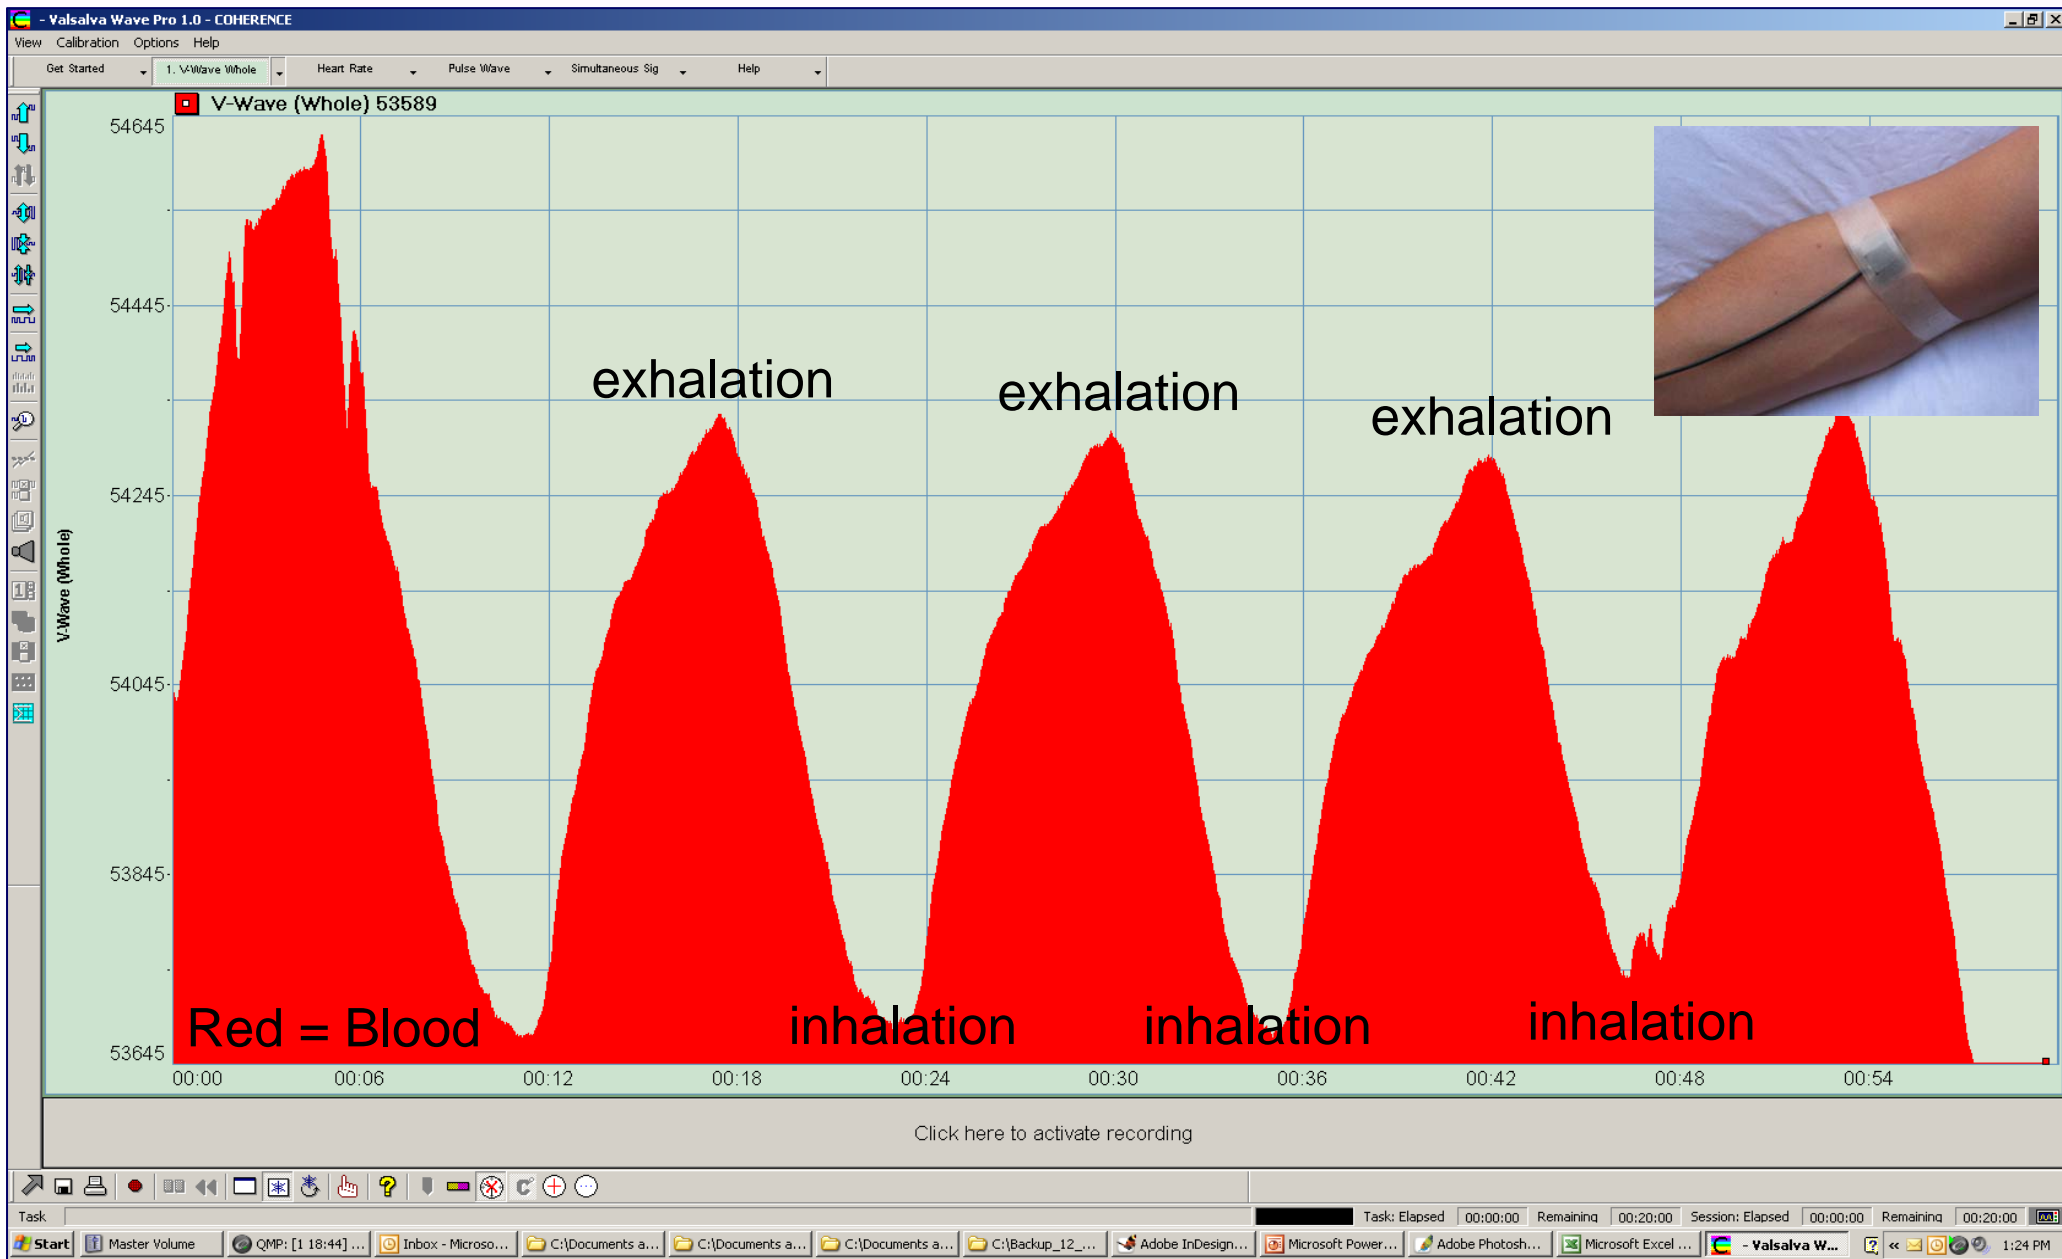 - Valsalva Wave Pro 1.0 - COHERENCE
View Calibration Options Help
Get Started 1. V-Wave Whole Heart Rate Pulse Wave Simultaneous Sig Help
V-Wave (Whole) 53589
54645
54445
54245
54045
53845
53645
V-Wave (Whole)
exhalation exhalation exhalation
Red = Blood inhalation inhalation inhalation
00:00 00:06 00:12 00:18 00:24 00:30 00:36 00:42 00:48 00:54
Click here to activate recording
Task Task: Elapsed 00:00:00 Remaining 00:20:00 Session: Elapsed 00:00:00 Remaining 00:20:00
Start Master Volume QMP: [1 18:44] ... Inbox - Microso... C:\Documents a... C:\Documents a... C:\Documents a... C:\Backup_12_... Adobe InDesign... Microsoft Power... Adobe Photosh... Microsoft Excel ... - Valsalva W... 1:24 PM